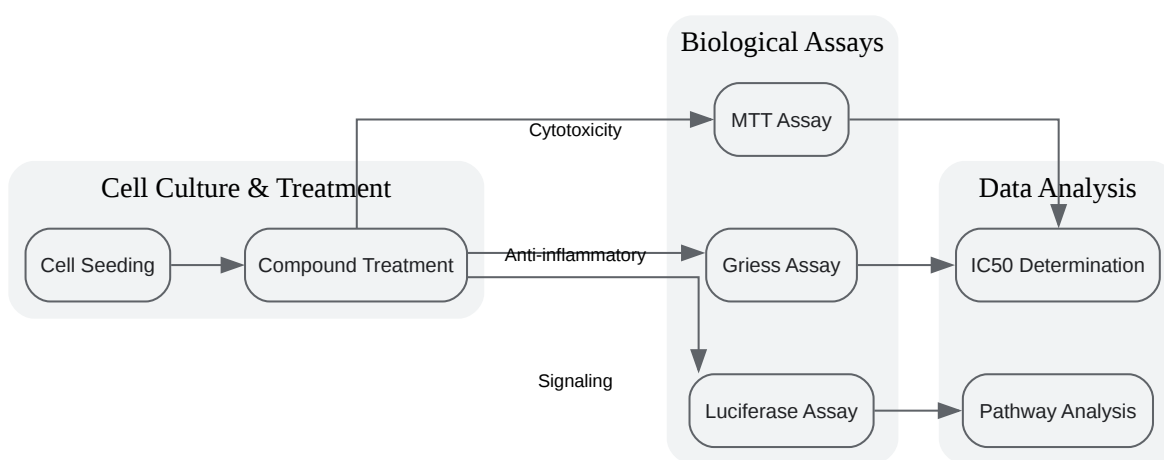 Biological Assays
MTT Assay
Cytotoxicity
Cell Culture & Treatment
Data Analysis
Cell Seeding
Compound Treatment
Anti-inflammatory
Griess Assay
IC50 Determination
Signaling
Luciferase Assay
Pathway Analysis